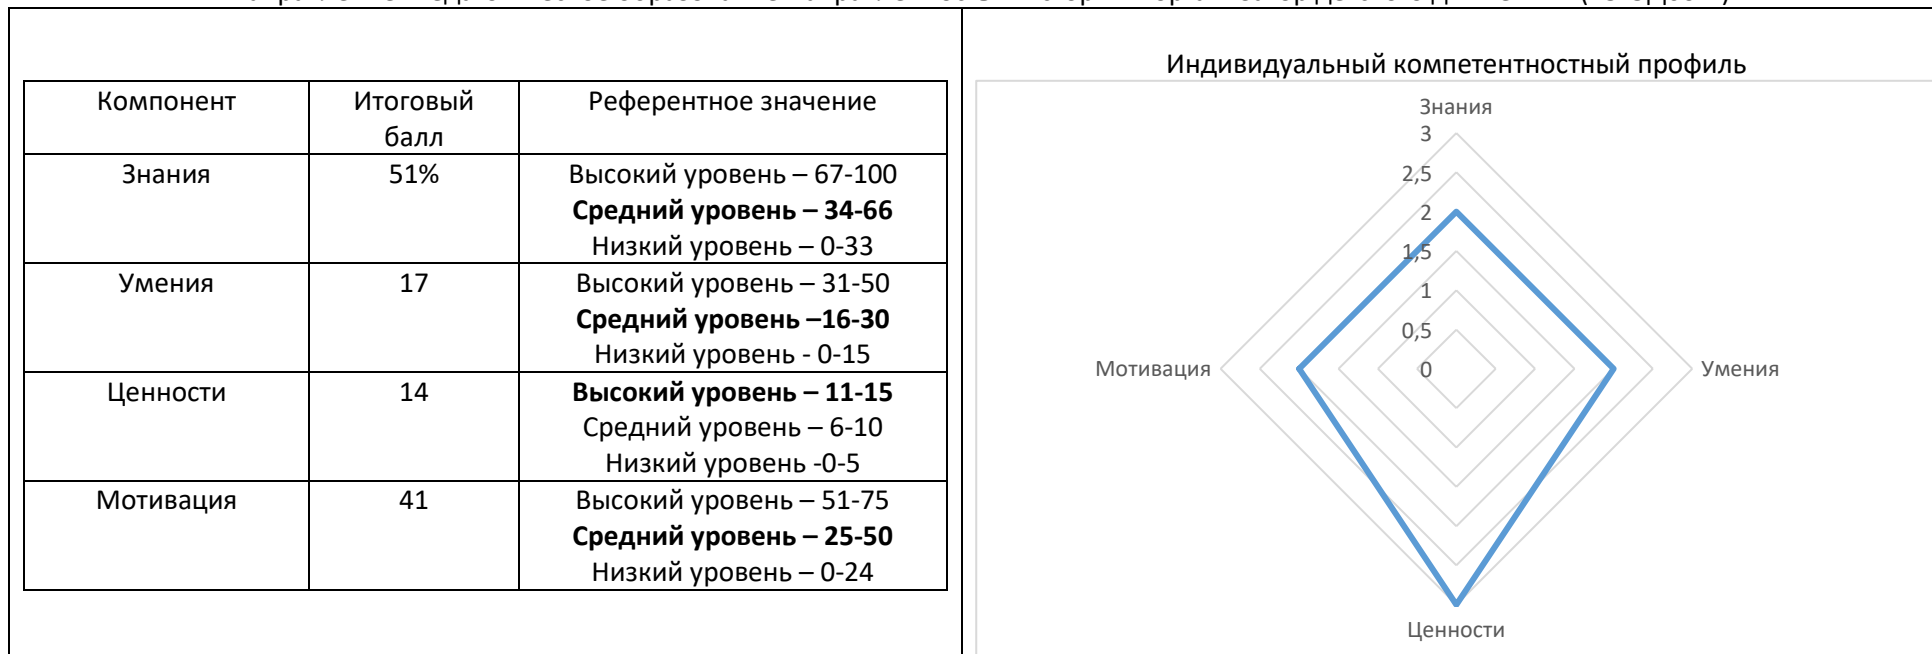 Компонент
Итоговый
балл
Референтное значение
Знания
51%
Высокий уровень – 67-100
Средний уровень – 34-66
Низкий уровень – 0-33
Умения
17
Высокий уровень – 31-50
Средний уровень –16-30
Низкий уровень - 0-15
Ценности
14
Высокий уровень – 11-15
Средний уровень – 6-10
Низкий уровень -0-5
Мотивация
41
Высокий уровень – 51-75
Средний уровень – 25-50
Низкий уровень – 0-24
Индивидуальный компетентностный профиль
Знания
3
2,5
2
1,5
1
0,5
0
Мотивация
Умения
Ценности